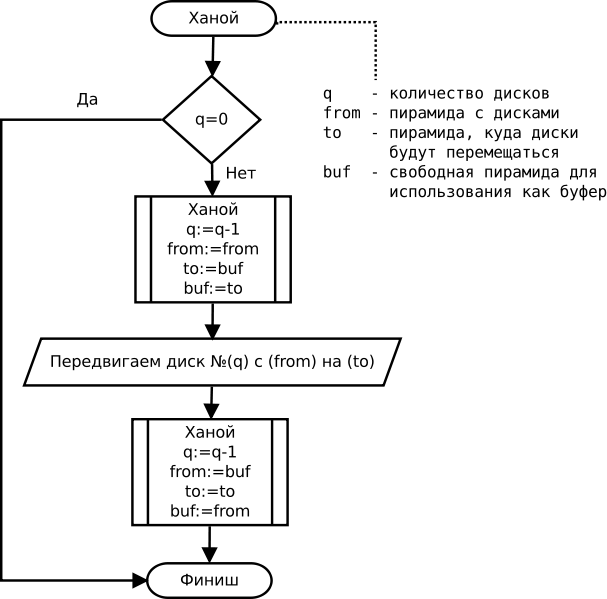 Ханой
q=0
Да
Нет
q    - количество дисков
from - пирамида с дисками
to   - пирамида, куда диски
будут перемещаться
buf  - свободная пирамида для
использования как буфер
Ханой
q:=q-1
from:=from
to:=buf
buf:=to
Передвигаем диск №(q) с (from) на (to)
Ханой
q:=q-1
from:=buf
to:=to
buf:=from
Финиш